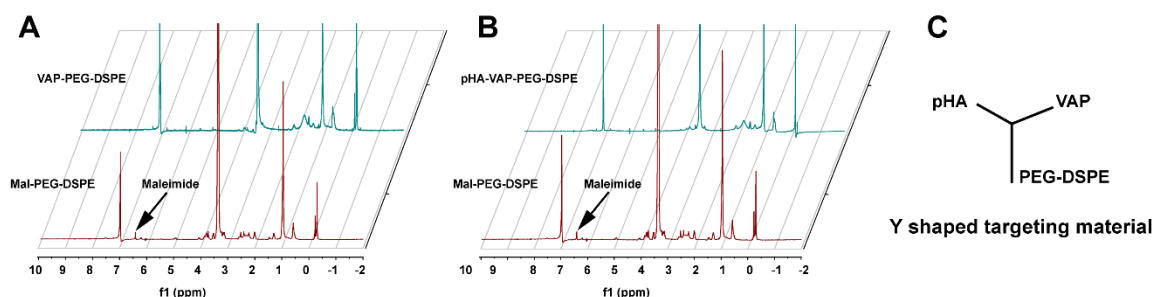 A
VAP-PEG-DSPE
Mal-PEG-DSPE
Maleimide
10 9 8 7 6 5 4 3 2 1 0 -1 -2
f1 (ppm)
B
pHA-VAP-PEG-DSPE
Mal-PEG-DSPE
Maleimide
10 9 8 7 6 5 4 3 2 1 0 -1 -2
f1 (ppm)
C
pHA
VAP
PEG-DSPE
Y shaped targeting material